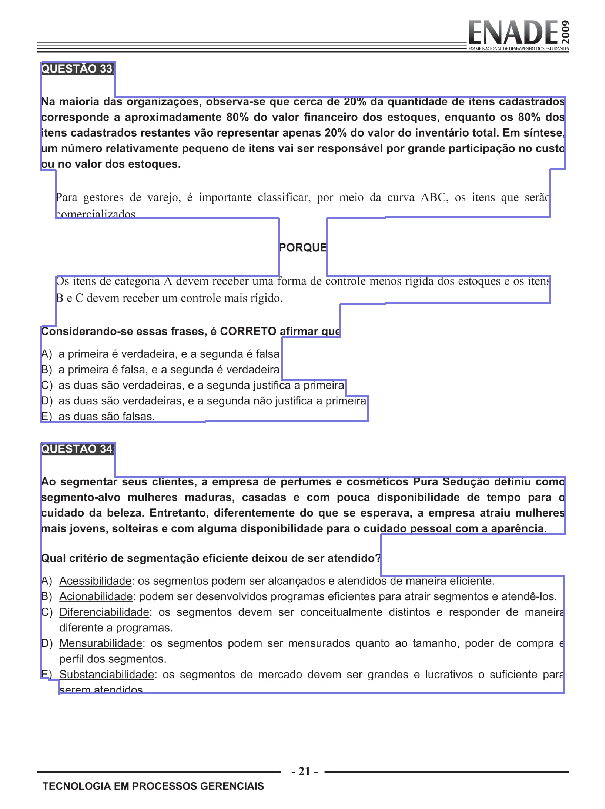 ENADE 2009
EXAME NACIONAL DE DESEMPENHO DOS ESTUDANTES
QUESTÃO 33
Na maioria das organizações, observa-se que cerca de 20% da quantidade de itens cadastrados
corresponde a aproximadamente 80% do valor financeiro dos estoques, enquanto os 80% dos
itens cadastrados restantes vão representar apenas 20% do valor do inventário total. Em síntese,
um número relativamente pequeno de itens vai ser responsável por grande participação no custo
ou no valor dos estoques.
Para gestores de varejo, é importante classificar, por meio da curva ABC, os itens que serão
comercializados
PORQUE
Os itens de categoria A devem receber uma forma de controle menos rígida dos estoques e os itens
B e C devem receber um controle mais rígido.
Considerando-se essas frases, é CORRETO afirmar que
A) a primeira é verdadeira, e a segunda é falsa
B) a primeira é falsa, e a segunda é verdadeira
C) as duas são verdadeiras, e a segunda justifica a primeira
D) as duas são verdadeiras, e a segunda não justifica a primeira
E) as duas são falsas.
QUESTÃO 34
Ao segmentar seus clientes, a empresa de perfumes e cosméticos Pura Sedução definiu como
segmento-alvo mulheres maduras, casadas e com pouca disponibilidade de tempo para o
cuidado da beleza. Entretanto, diferentemente do que se esperava, a empresa atraiu mulheres
mais jovens, solteiras e com alguma disponibilidade para o cuidado pessoal com a aparência.
Qual critério de segmentação eficiente deixou de ser atendido?
A) Acessibilidade: os segmentos podem ser alcançados e atendidos de maneira eficiente.
B) Acionabilidade: podem ser desenvolvidos programas eficientes para atrair segmentos e atendê-los.
C) Diferenciabilidade: os segmentos devem ser conceitualmente distintos e responder de maneira
diferente a programas.
D) Mensurabilidade: os segmentos podem ser mensurados quanto ao tamanho, poder de compra e
perfil dos segmentos.
E) Substanciabilidade: os segmentos de mercado devem ser grandes e lucrativos o suficiente para
serem atendidos
- 21 -
TECNOLOGIA EM PROCESSOS GERENCIAIS